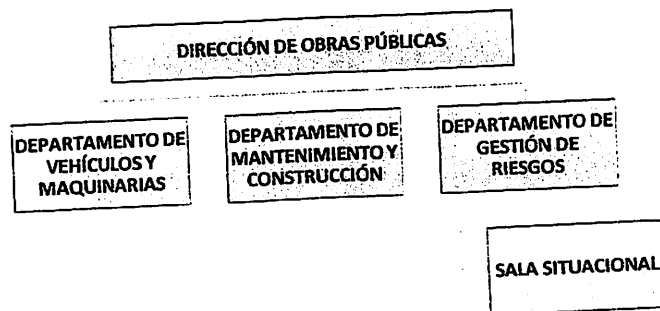 DIRECCIÓN DE OBRAS PÚBLICAS
DEPARTAMENTO DE
VEHÍCULOS Y
MAQUINARIAS
DEPARTAMENTO DE
MANTENIMIENTO Y
CONSTRUCCIÓN
DEPARTAMENTO DE
GESTIÓN DE
RIESGOS
SALA SITUACIONAL